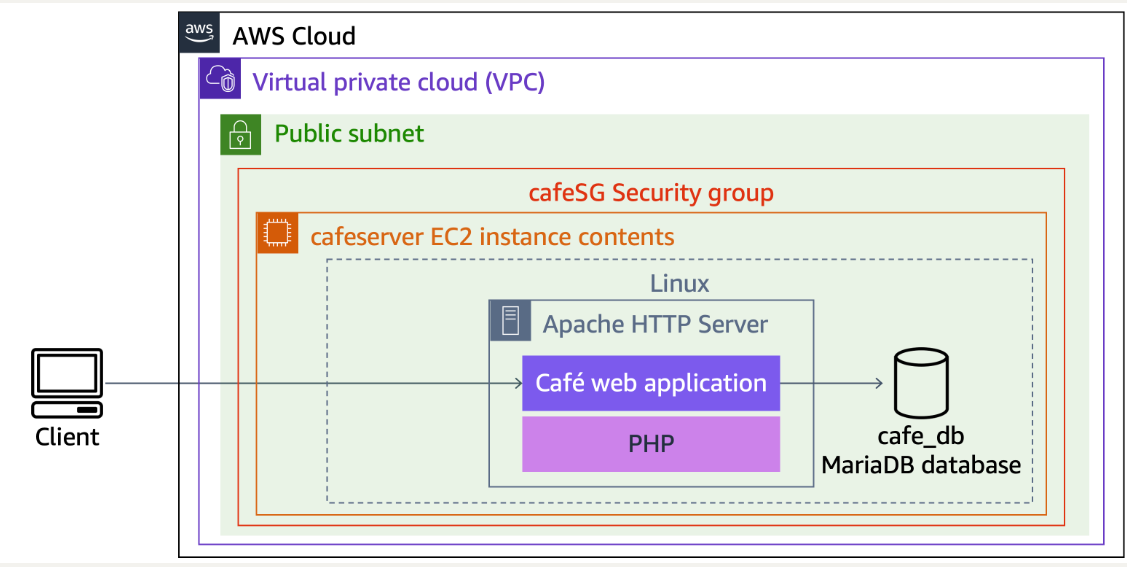 aws
AWS Cloud
Virtual private cloud (VPC)
Public subnet
cafeSG Security group
cafeserver EC2 instance contents
Linux
Apache HTTP Server
Café web application
PHP
Client
cafe_db
MariaDB database